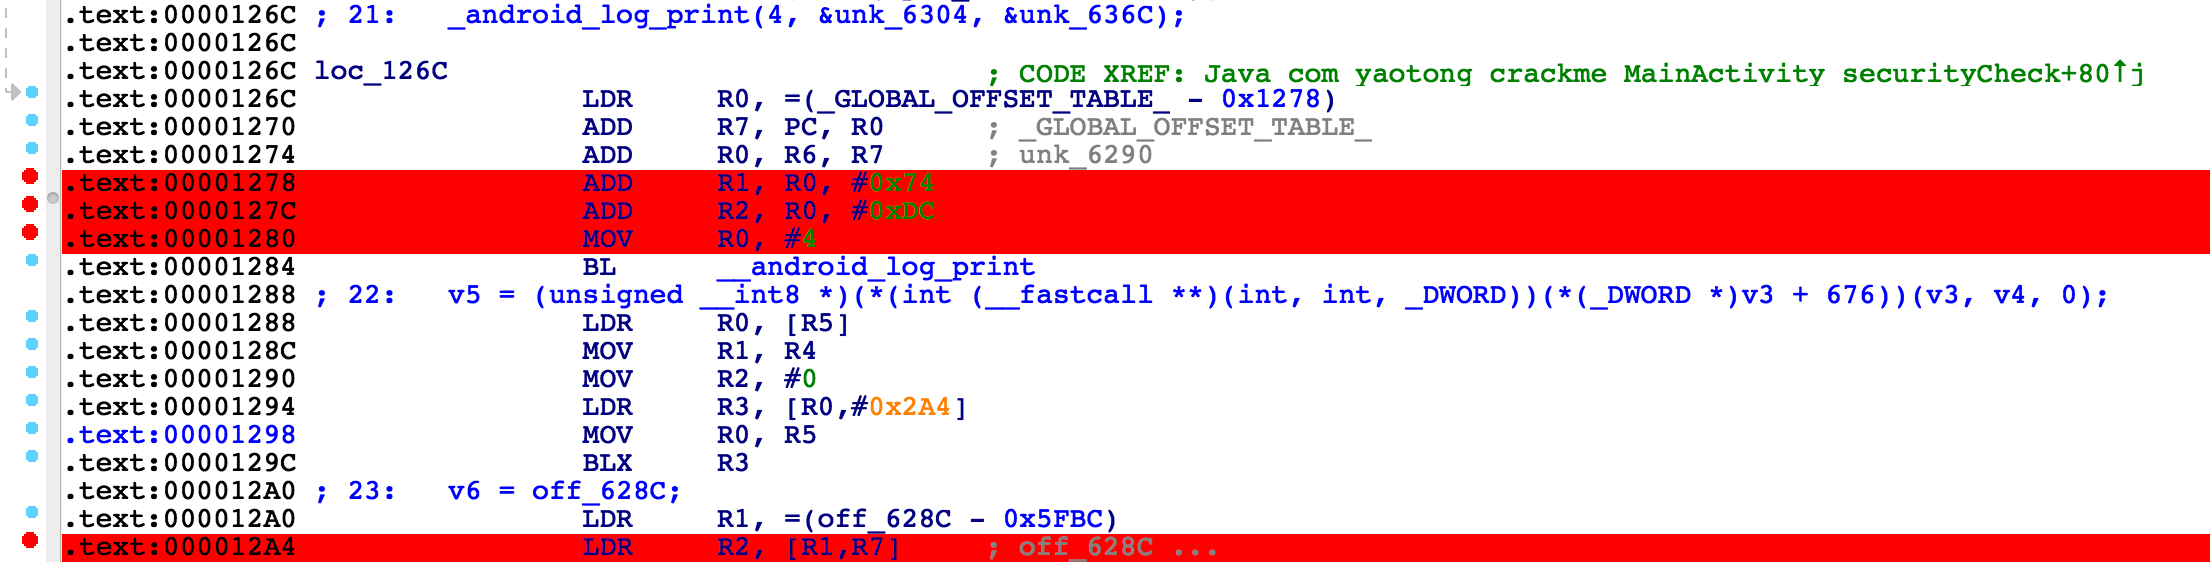 .text:0000126C ; 21:   _android_log_print(4, &unk_6304, &unk_636C);
.text:0000126C
.text:0000126C loc_126C                                ; CODE XREF: Java_com_yaotong_crackme_MainActivity_securityCheck+80↑j
.text:0000126C                 LDR     R0, =(_GLOBAL_OFFSET_TABLE_ - 0x1278)
.text:00001270                 ADD     R7, PC, R0      ; _GLOBAL_OFFSET_TABLE_
.text:00001274                 ADD     R0, R6, R7      ; unk_6290
.text:00001278                 ADD     R1, R0, #0x74
.text:0000127C                 ADD     R2, R0, #0xDC
.text:00001280                 MOV     R0, #4
.text:00001284                 BL      __android_log_print
.text:00001288 ; 22:   v5 = (unsigned __int8 *)(*(int (__fastcall **)(int, int, _DWORD))(*(_DWORD *)v3 + 676))(v3, v4, 0);
.text:00001288                 LDR     R0, [R5]
.text:0000128C                 MOV     R1, R4
.text:00001290                 MOV     R2, #0
.text:00001294                 LDR     R3, [R0,#0x2A4]
.text:00001298                 MOV     R0, R5
.text:0000129C                 BLX     R3
.text:000012A0 ; 23:   v6 = off_628C;
.text:000012A0                 LDR     R1, =(off_628C - 0x5FBC)
.text:000012A4                 LDR     R2, [R1,R7]     ; off_628C ...